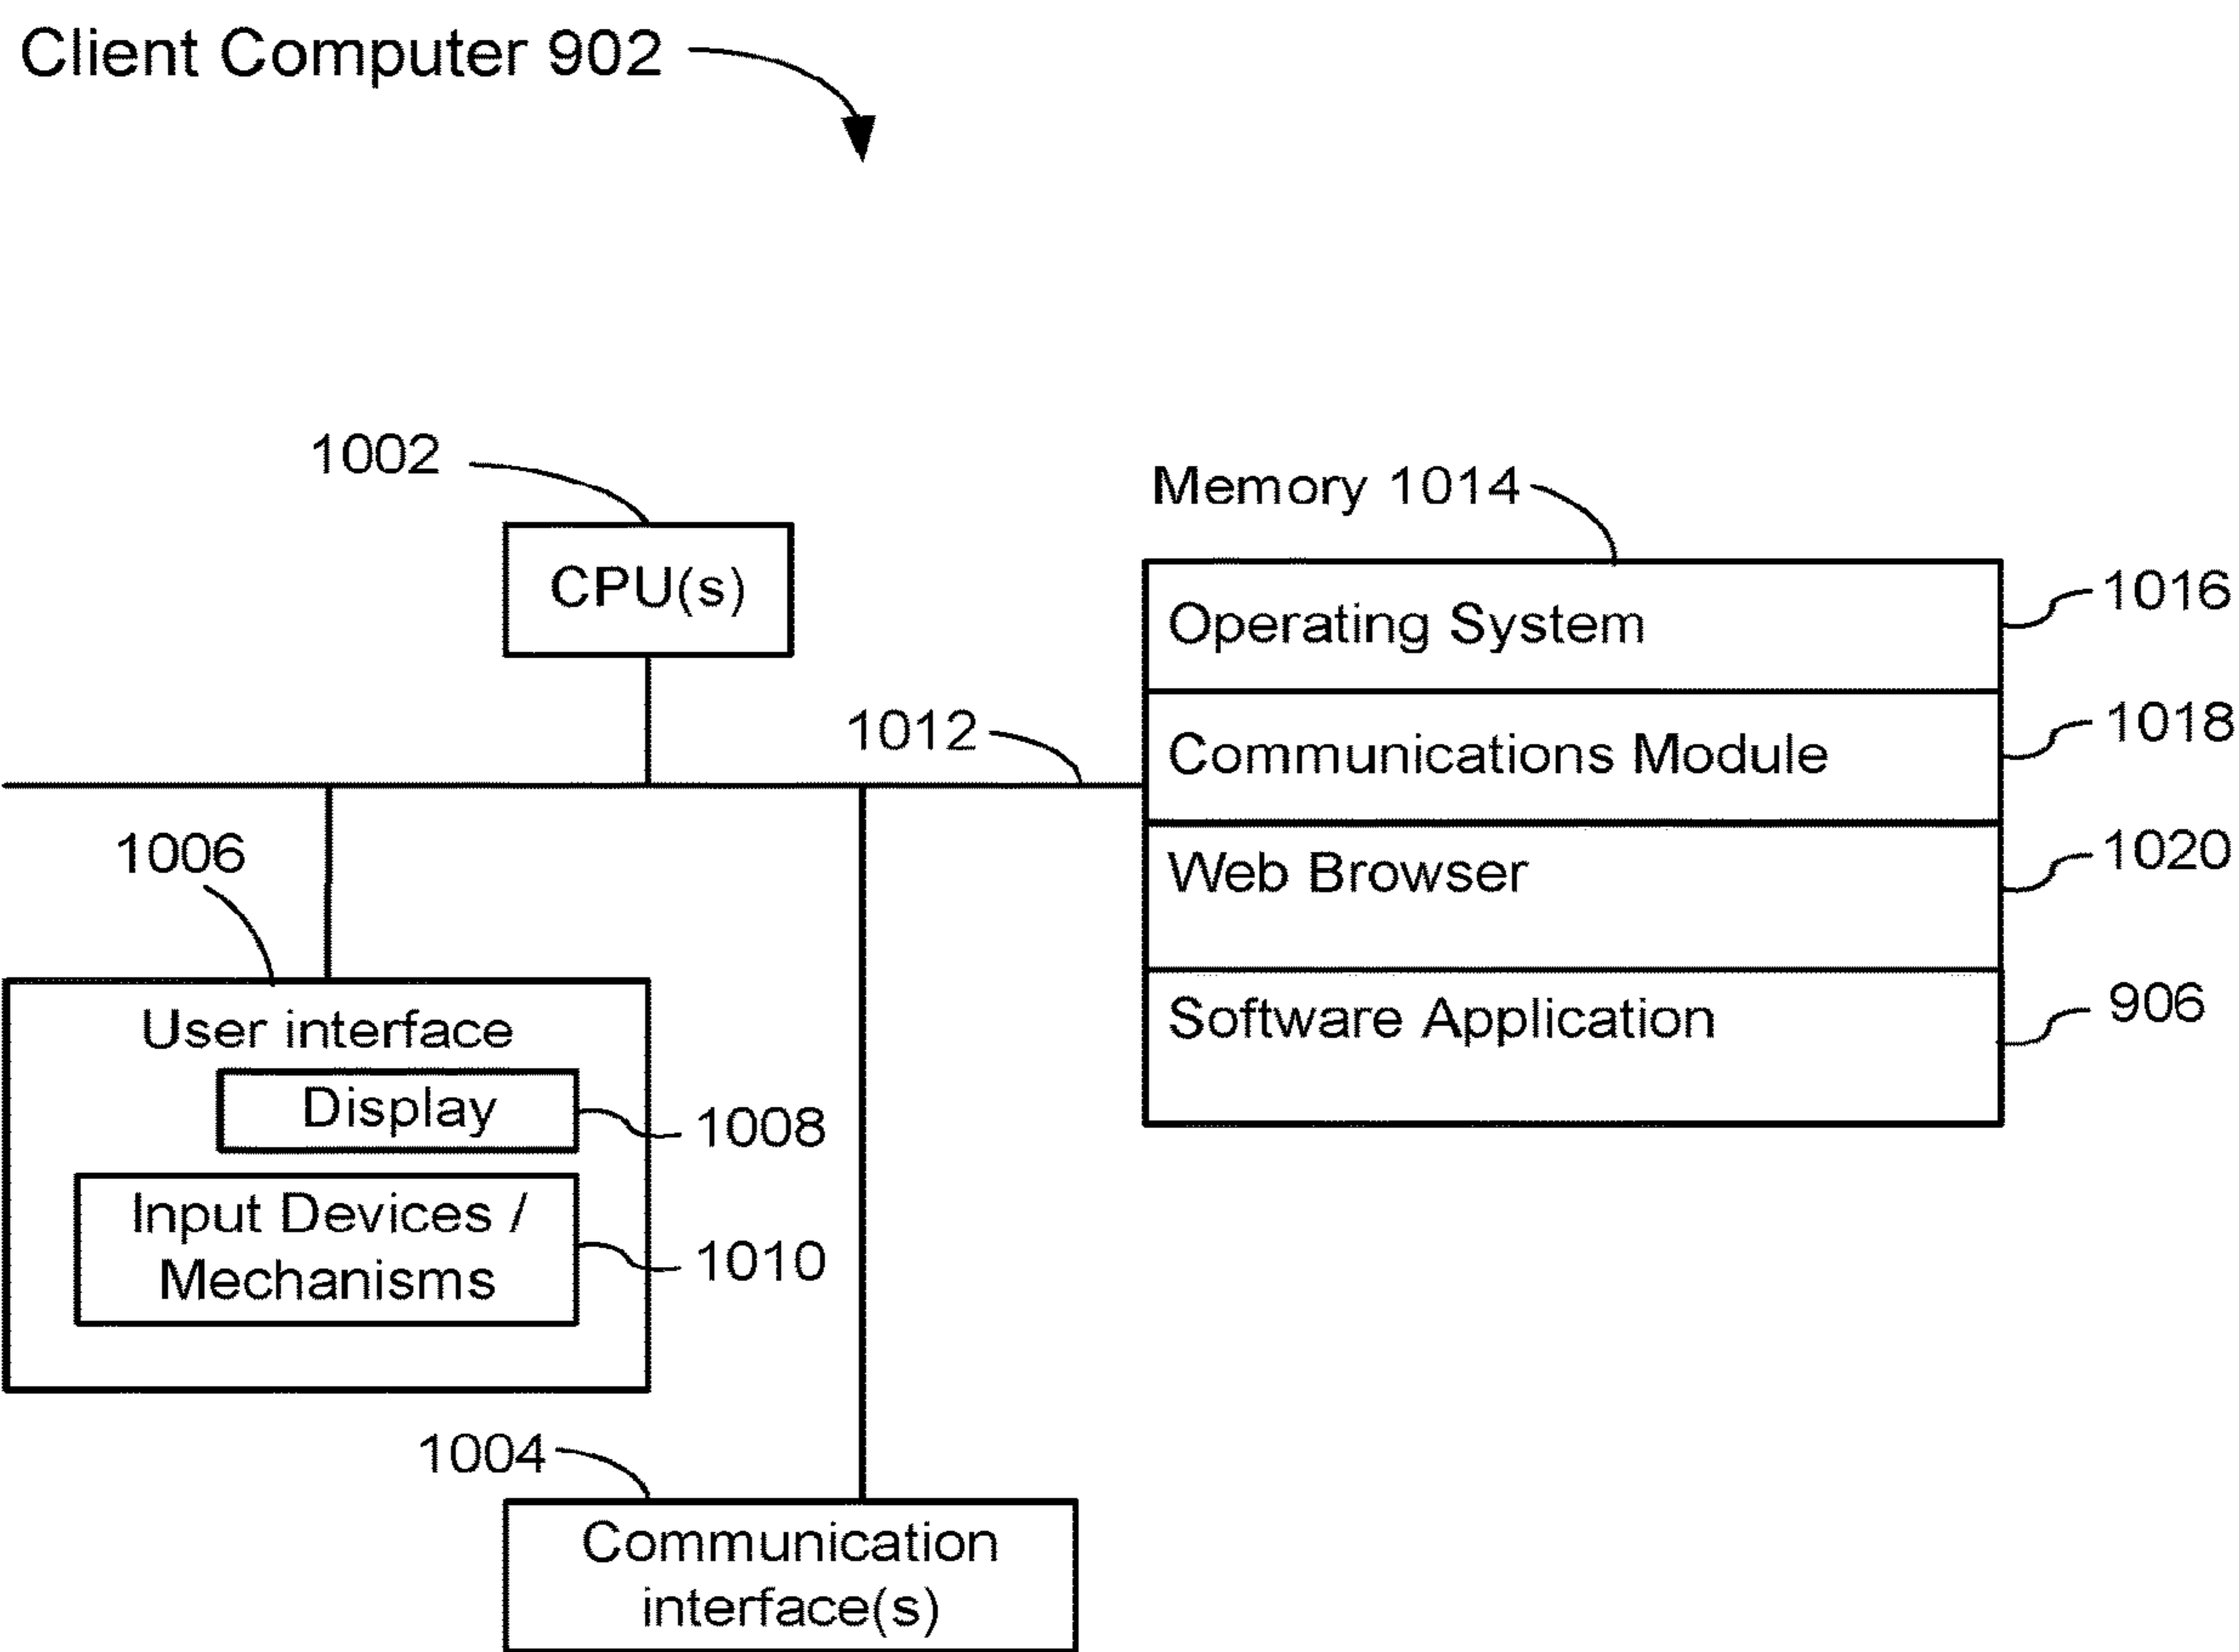 Client Computer 902
1002
CPU(s)
Memory 1014
Operating System
1016
Communications Module
1018
Web Browser
1020
Software Application
906
1012
1006
User interface
Display
1008
Input Devices /
Mechanisms
1010
1004
Communication
interface(s)